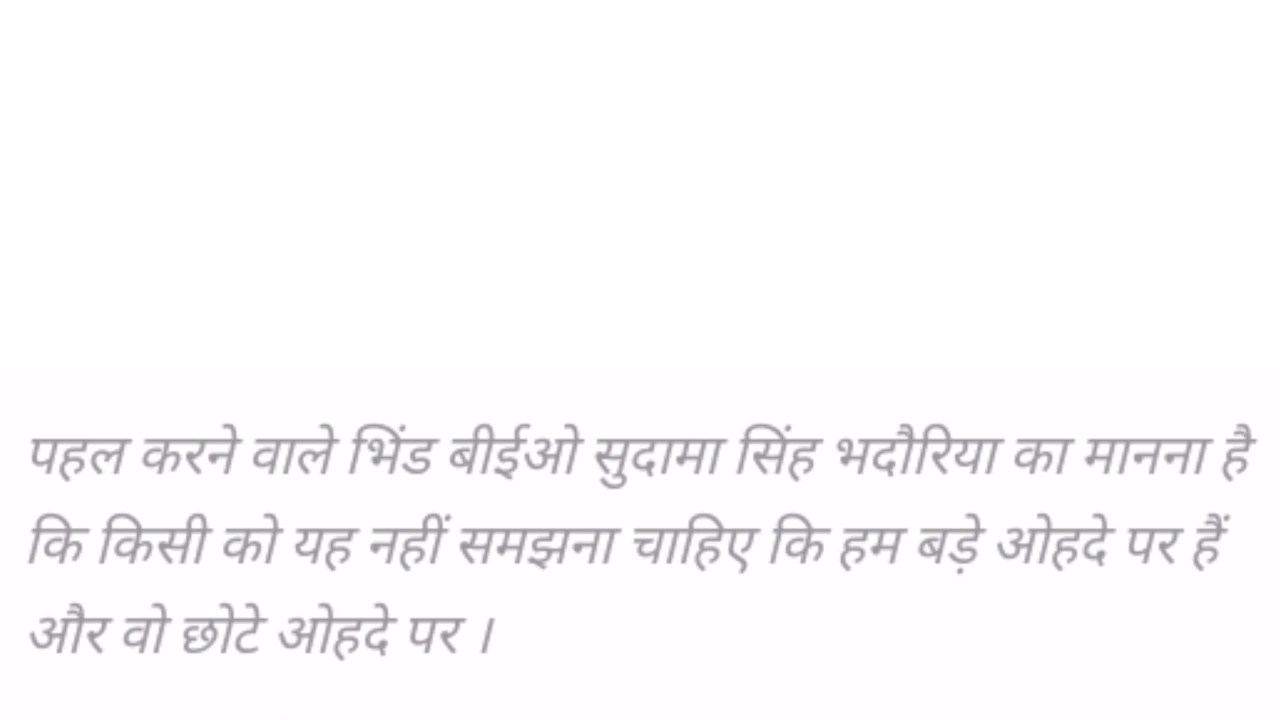 पहल करने वाले भिंड बीईओ सुदामा सिंह भदौरिया का मानना है
कि किसी को यह नहीं समझना चाहिए कि हम बड़े ओहदे पर हैं
और वो छोटे ओहदे पर ।